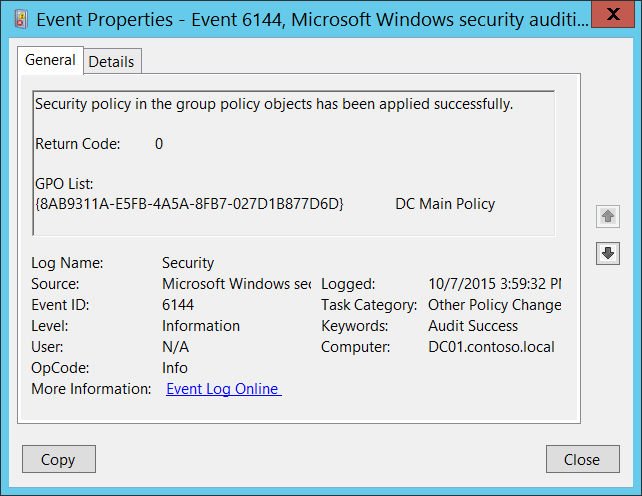 Event Properties - Event 6144, Microsoft Windows security auditi...
X
General
Details
Security policy in the group policy objects has been applied successfully.
Return Code: 0
GPO List:
{8AB9311A-E5FB-4A5A-8FB7-027D1B877D6D} DC Main Policy
Log Name: Security
Source: Microsoft Windows sec Logged: 10/7/2015 3:59:32 PM
Event ID: 6144 Task Category: Other Policy Change
Level: Information Keywords: Audit Success
User: N/A Computer: DC01.contoso.local
OpCode: Info
More Information: Event Log Online
Copy
Close